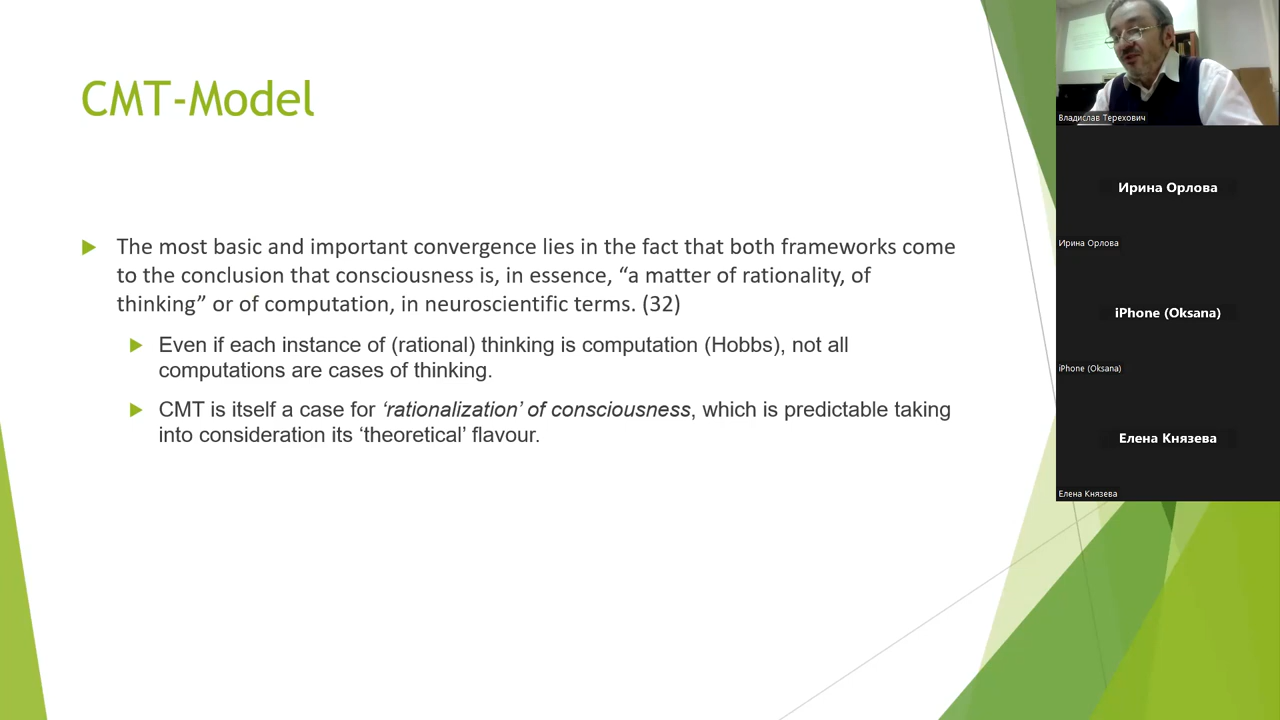 CMT-Model
The most basic and important convergence lies in the fact that both frameworks come
to the conclusion that consciousness is, in essence, “a matter of rationality, of
thinking” or of computation, in neuroscientific terms. (32)
Even if each instance of (rational) thinking is computation (Hobbs), not all
computations are cases of thinking.
CMT is itself a case for ‘rationalization’ of consciousness, which is predictable taking
into consideration its ‘theoretical’ flavour.
Владислав Терехович
Ирина Орлова
Ирина Орлова
iPhone (Oksana)
iPhone (Oksana)
Елена Князева
Елена Князева